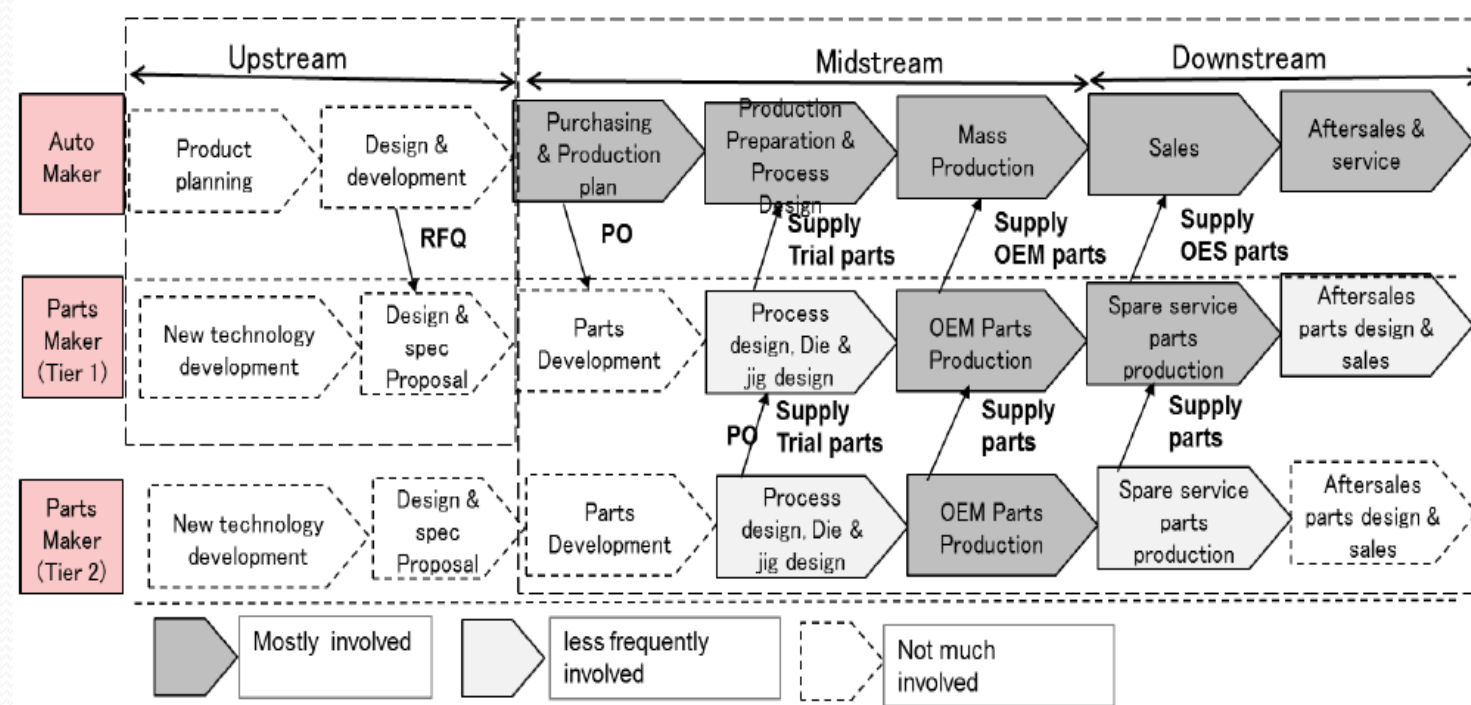 Upstream
Midstream
Downstream
Auto
Maker
Product
planning
Design &
development
Purchasing
& Production
plan
Production
Preparation &
Process
Design
Mass
Production
Sales
Aftersales &
service
RFQ
PO
Supply
Trial parts
Supply
OEM parts
Supply
OES parts
Parts
Maker
(Tier 1)
New technology
development
Design &
spec
Proposal
Parts
Development
Process
design, Die &
jig design
OEM Parts
Production
Spare service
parts
production
Aftersales
parts design &
sales
PO
Supply
Trial parts
Supply
parts
Supply
parts
Parts
Maker
(Tier 2)
New technology
development
Design &
spec
Proposal
Parts
Development
Process
design, Die &
jig design
OEM Parts
Production
Spare service
parts
production
Aftersales
parts design &
sales
Mostly involved
less frequently
involved
Not much
involved